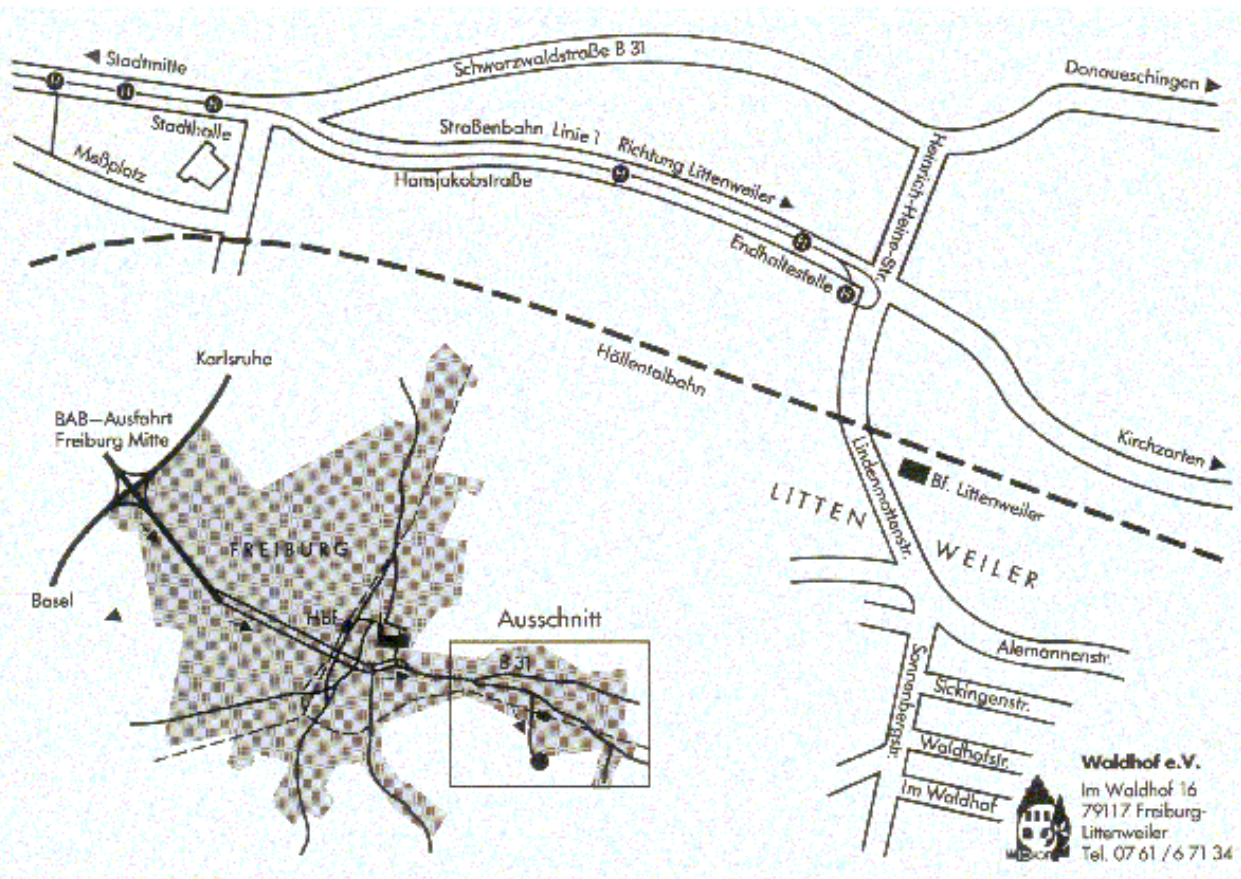 Stadtmitte
Schwarzwaldstraße B 31
Donaueschingen
Stadthalle
Meßplatz
Straßenbahn Linie 1 Richtung Littenweiler
Hansjakobstraße
Heinrich-Heine-Str.
Endhaltestelle
Höllentalbahn
Karlsruhe
BAB-Ausfahrt
Freiburg Mitte
Kirchzarten
Lindenmattenstr.
Bf. Littenweiler
LITTEN
WEILER
FREIBURG
Basel
Hbf
Ausschnitt
B 31
Alemannenstr.
Sonnenbergstr.
Sickingenstr.
Waldhofstr.
Im Waldhof
Waldhof e.V.
Im Waldhof 16
79117 Freiburg-
Littenweiler
Tel. 07 61 / 6 71 34